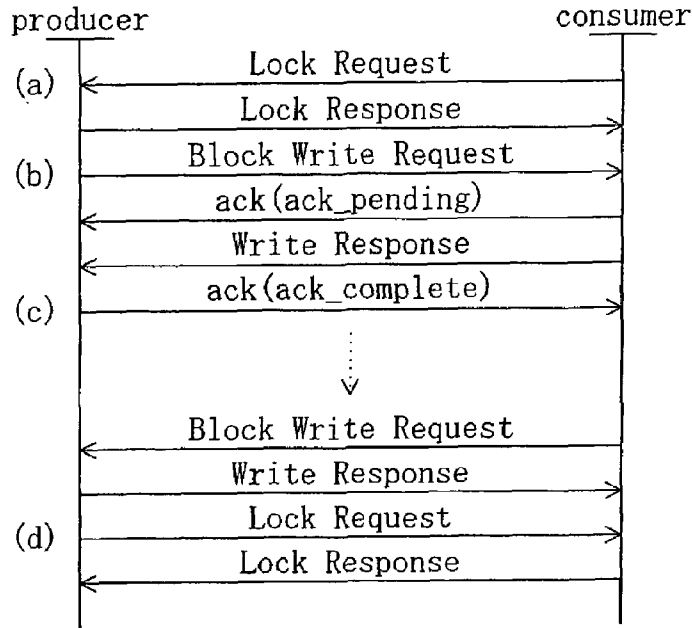 producer
consumer
Lock Request
(a)
Lock Response
Block Write Request
(b)
ack(ack_pending)
Write Response
ack(ack_complete)
(c)
Block Write Request
Write Response
Lock Request
(d)
Lock Response